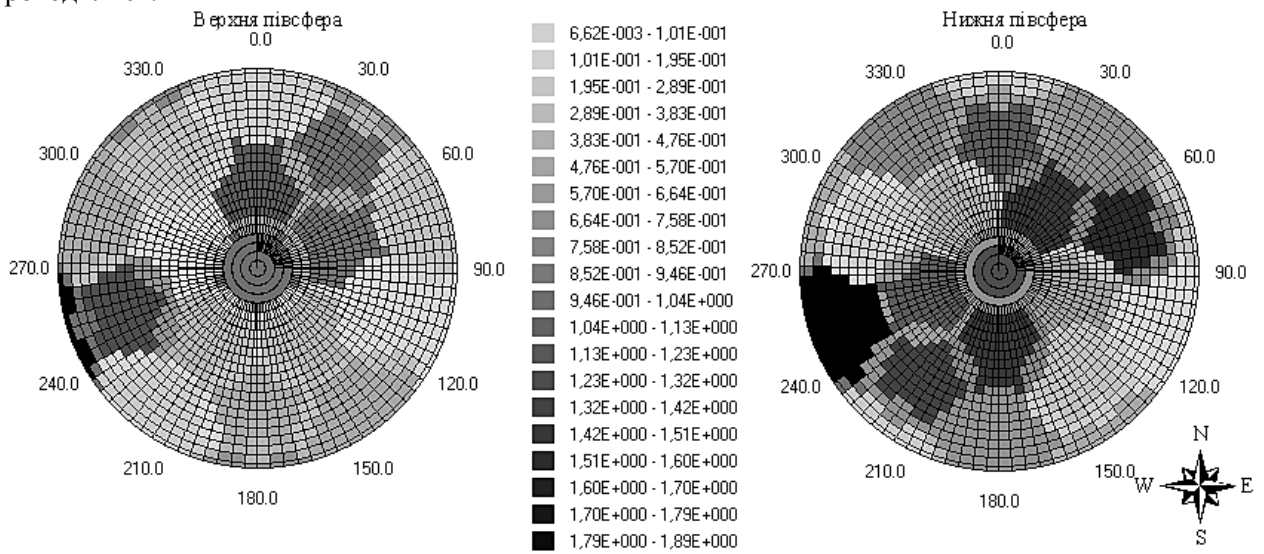 Верхня півсфера
0.0
330.0
30.0
300.0
60.0
270.0
90.0
240.0
120.0
210.0
150.0
180.0
6,62E-003 - 1,01E-001
1,01E-001 - 1,95E-001
1,95E-001 - 2,89E-001
2,89E-001 - 3,83E-001
3,83E-001 - 4,76E-001
4,76E-001 - 5,70E-001
5,70E-001 - 6,64E-001
6,64E-001 - 7,58E-001
7,58E-001 - 8,52E-001
8,52E-001 - 9,46E-001
9,46E-001 - 1,04E+000
1,04E+000 - 1,13E+000
1,13E+000 - 1,23E+000
1,23E+000 - 1,32E+000
1,32E+000 - 1,42E+000
1,42E+000 - 1,51E+000
1,51E+000 - 1,60E+000
1,60E+000 - 1,70E+000
1,70E+000 - 1,79E+000
1,79E+000 - 1,89E+000
Нижня півсфера
0.0
330.0
30.0
300.0
60.0
270.0
90.0
240.0
120.0
210.0
150.0
180.0
N
W E
S